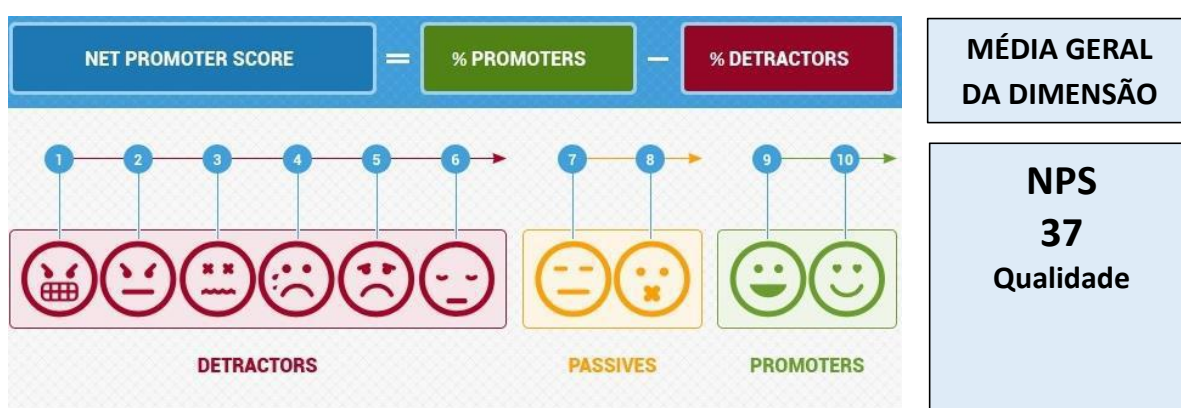 NET PROMOTER SCORE = % PROMOTERS – % DETRACTORS
1 2 3 4 5 6 7 8 9 10
DETRACTORS PASSIVES PROMOTERS
MÉDIA GERAL
DA DIMENSÃO
NPS
37
Qualidade